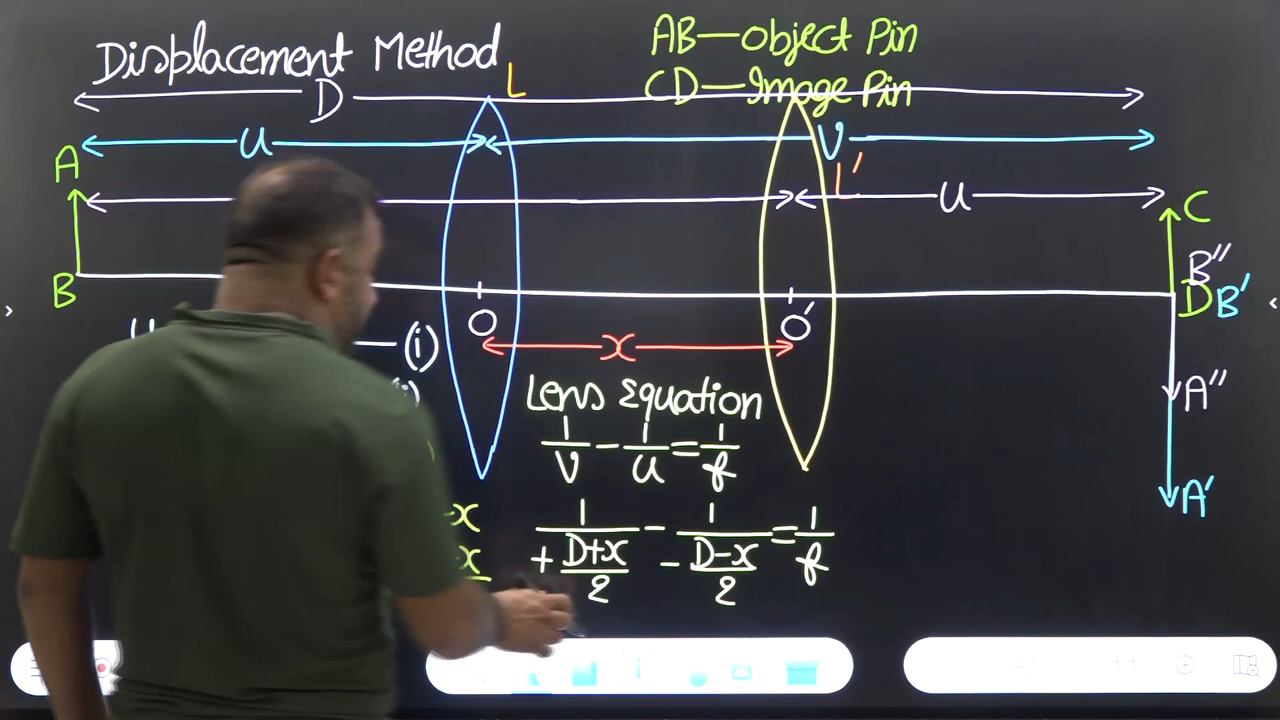 Displacement Method
AB—object Pin
CD—Image Pin
L
D
U
V
A
L'
U
C
B
B''
D B'
O
O'
— (i)
x
A''
Lens Equation
1/V - 1/U = 1/f
A'
-x
1/(+(D+x)/2) - 1/(-(D-x)/2) = 1/f
x